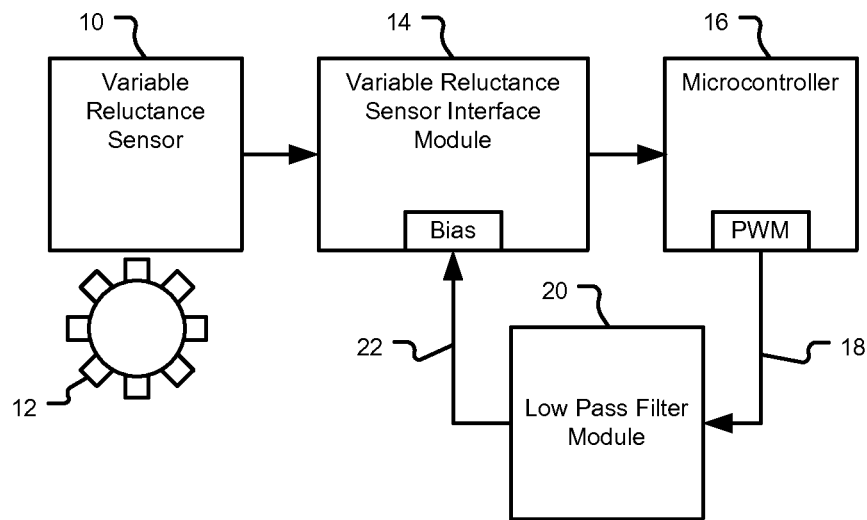 10
14
16
Variable
Reluctance
Sensor
Variable Reluctance
Sensor Interface
Module
Microcontroller
Bias
PWM
20
22
18
12
Low Pass Filter
Module